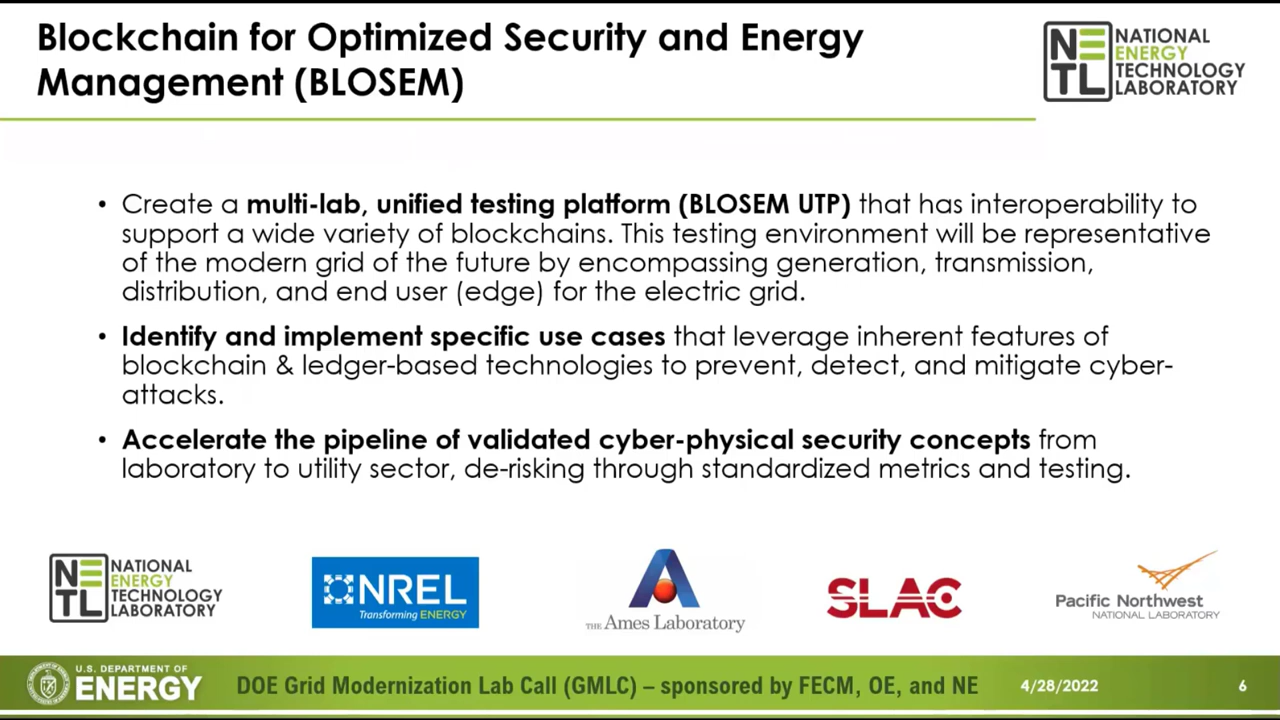 Blockchain for Optimized Security and Energy
Management (BLOSEM)
NE
TL
NATIONAL
ENERGY
TECHNOLOGY
LABORATORY
• Create a multi-lab, unified testing platform (BLOSEM UTP) that has interoperability to
support a wide variety of blockchains. This testing environment will be representative
of the modern grid of the future by encompassing generation, transmission,
distribution, and end user (edge) for the electric grid.
• Identify and implement specific use cases that leverage inherent features of
blockchain & ledger-based technologies to prevent, detect, and mitigate cyber-
attacks.
• Accelerate the pipeline of validated cyber-physical security concepts from
laboratory to utility sector, de-risking through standardized metrics and testing.
NE
TL
NATIONAL
ENERGY
TECHNOLOGY
LABORATORY
NREL
Transforming ENERGY
THE Ames Laboratory
SLAC
Pacific Northwest
NATIONAL LABORATORY
U.S. DEPARTMENT OF
ENERGY
DOE Grid Modernization Lab Call (GMLC) – sponsored by FECM, OE, and NE
4/28/2022
6